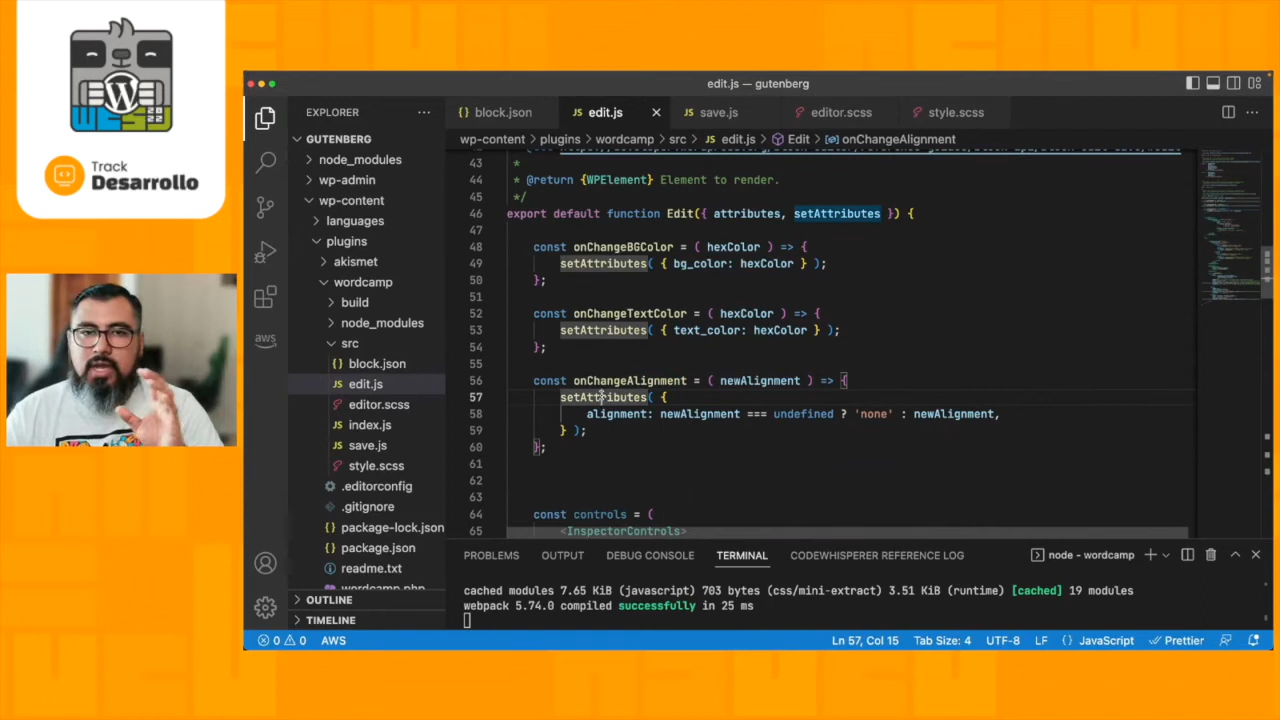 WCES
22
Track
Desarrollo
edit.js — gutenberg
EXPLORER
GUTENBERG
node_modules
wp-admin
wp-content
languages
plugins
akismet
wordcamp
build
node_modules
src
block.json
edit.js
editor.scss
index.js
save.js
style.scss
.editorconfig
.gitignore
package-lock.json
package.json
readme.txt
wordcamp.php
OUTLINE
TIMELINE
block.json edit.js save.js editor.scss style.scss
wp-content > plugins > wordcamp > src > edit.js > Edit > onChangeAlignment
43 *
44 * @return {WPElement} Element to render.
45 */
46 export default function Edit({ attributes, setAttributes }) {
47
48 const onChangeBGColor = ( hexColor ) => {
49 setAttributes( { bg_color: hexColor } );
50 };
51
52 const onChangeTextColor = ( hexColor ) => {
53 setAttributes( { text_color: hexColor } );
54 };
55
56 const onChangeAlignment = ( newAlignment ) => {
57 setAttributes( {
58 alignment: newAlignment === undefined ? 'none' : newAlignment,
59 } );
60 };
61
62
63
64 const controls = (
65 <InspectorControls>
PROBLEMS OUTPUT DEBUG CONSOLE TERMINAL CODEWHISPERER REFERENCE LOG
node - wordcamp
cached modules 7.65 KiB (javascript) 703 bytes (css/mini-extract) 3.51 KiB (runtime) [cached] 19 modules
webpack 5.74.0 compiled successfully in 25 ms
0 0 AWS
Ln 57, Col 15 Tab Size: 4 UTF-8 LF {} JavaScript Prettier